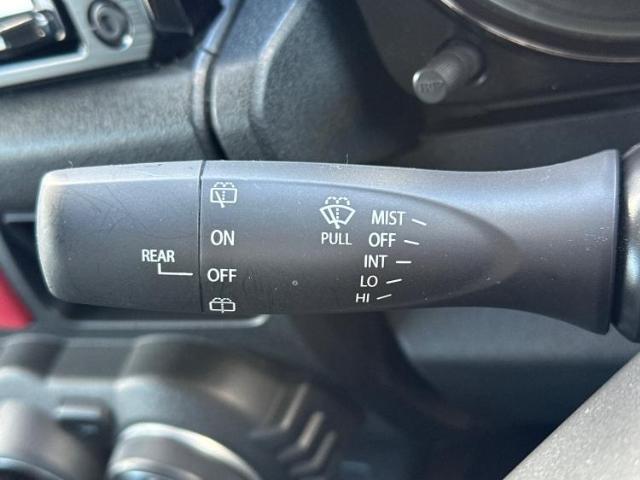 REAR
ON
OFF
PULL
MIST
OFF
INT
LO
HI